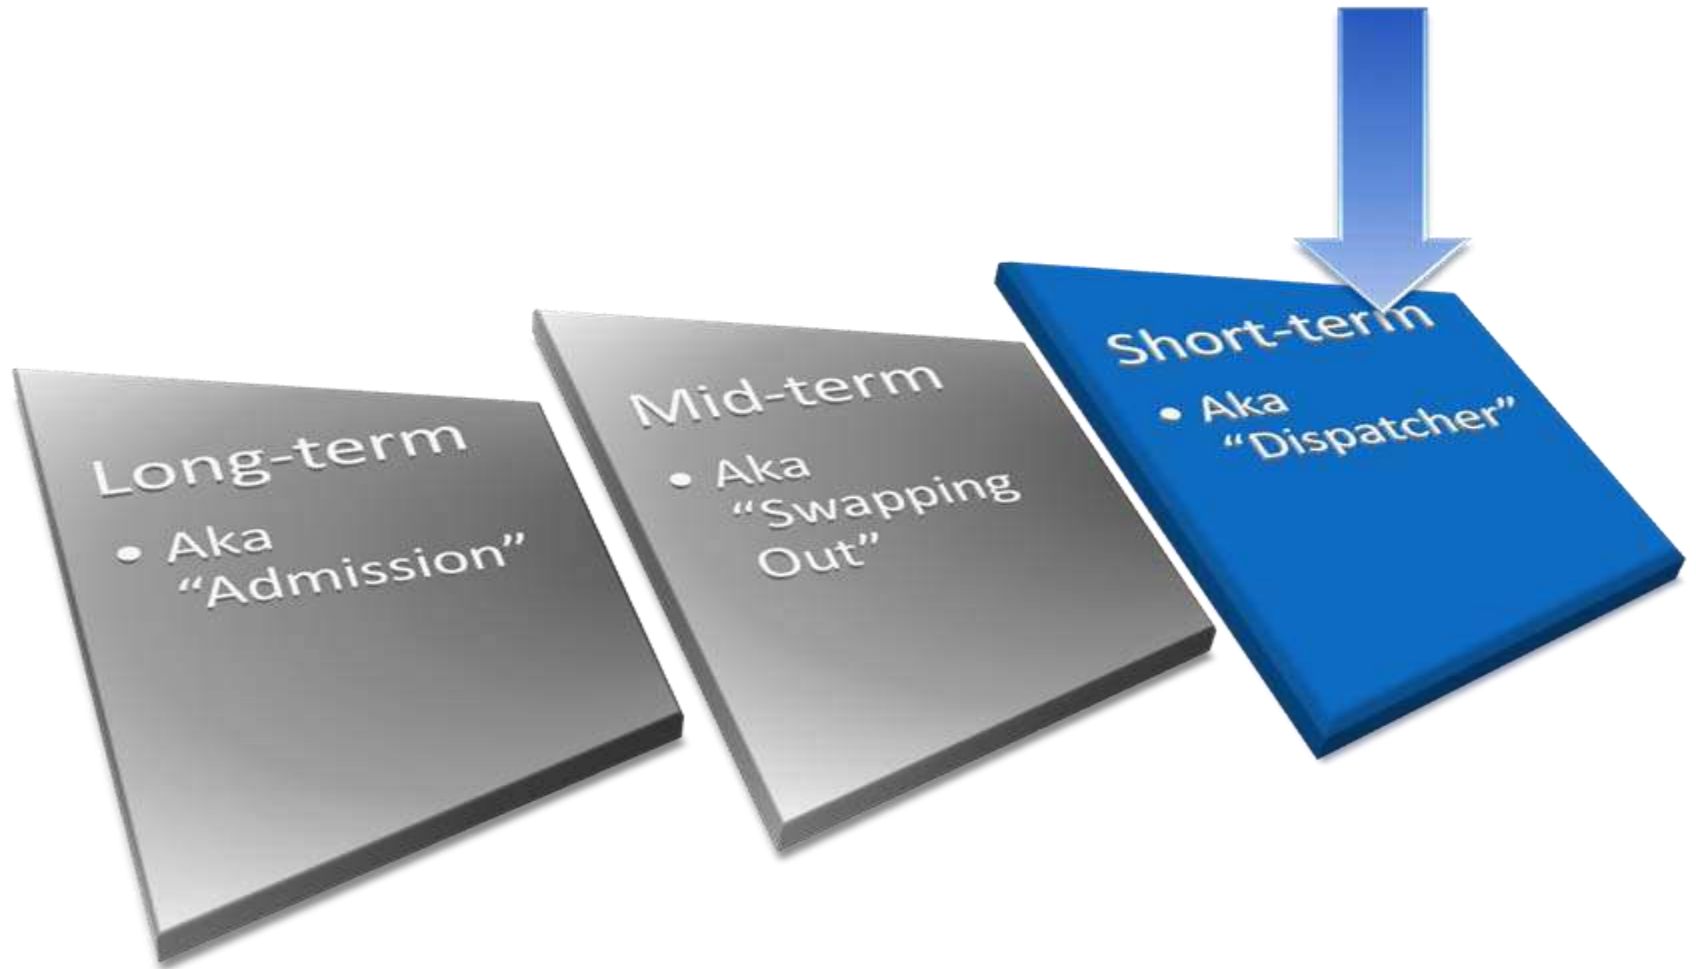 Long-term
• Aka
“Admission”
Mid-term
• Aka
“Swapping
Out”
Short-term
• Aka
“Dispatcher”